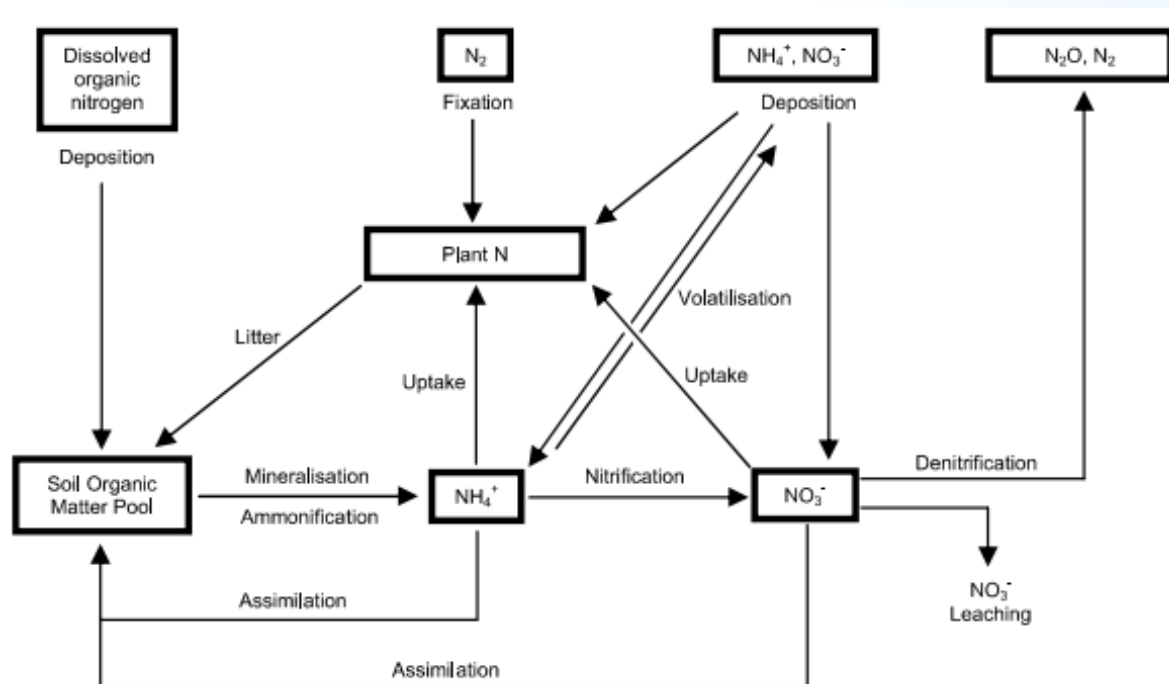 Dissolved
organic
nitrogen
Deposition
N₂
Fixation
NH₄⁺, NO₃⁻
Deposition
N₂O, N₂
Plant N
Volatilisation
Litter
Uptake
Uptake
Soil Organic
Matter Pool
Mineralisation
Ammonification
NH₄⁺
Nitrification
NO₃⁻
Denitrification
NO₃⁻
Leaching
Assimilation
Assimilation